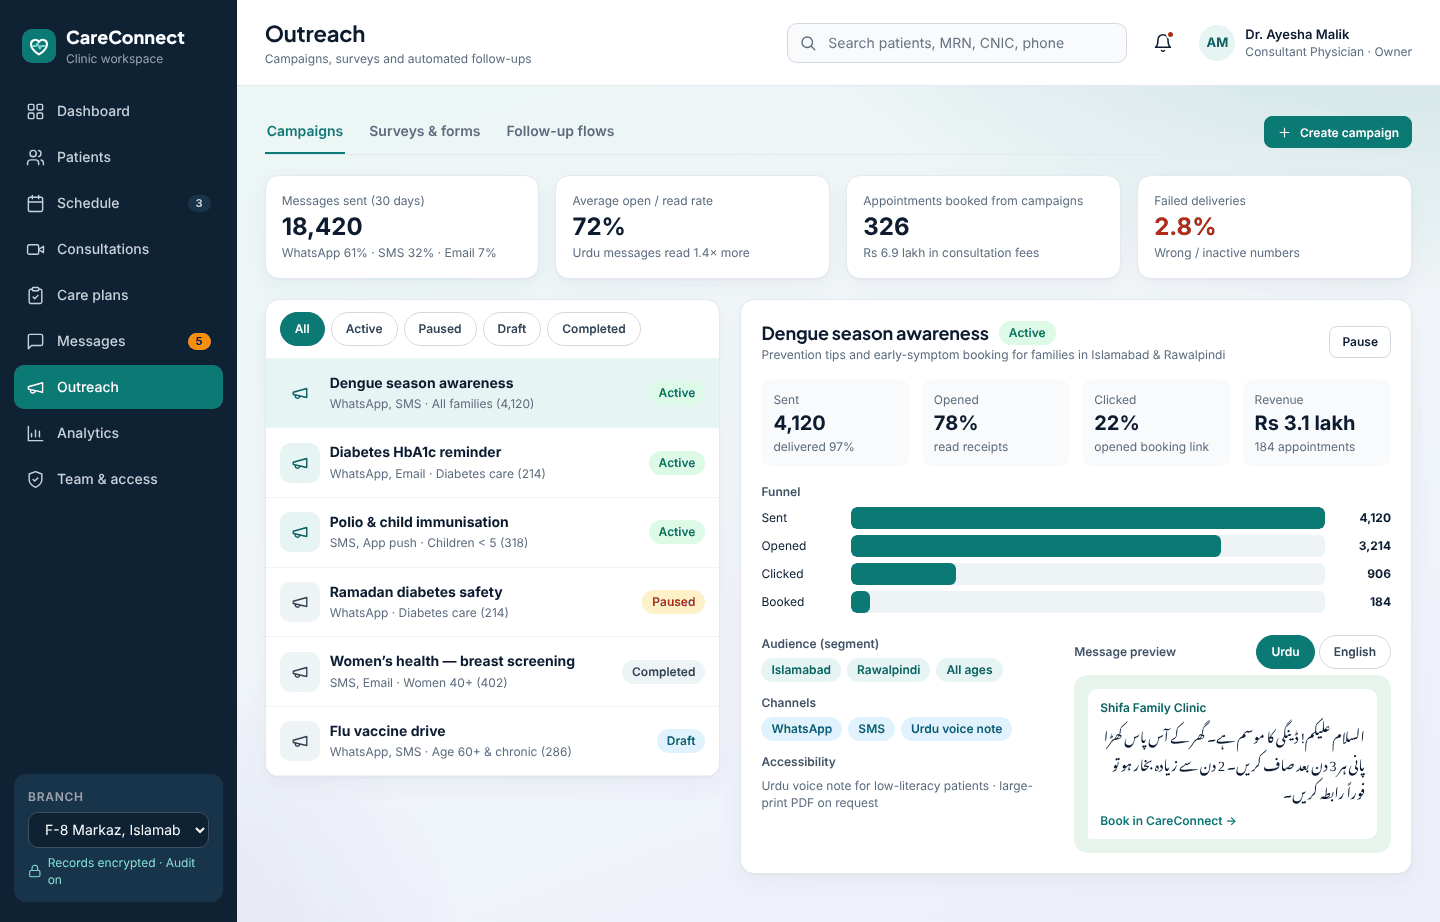 CareConnect
Clinic workspace
Dashboard
Patients
Schedule 3
Consultations
Care plans
Messages 5
Outreach
Analytics
Team & access
BRANCH
F-8 Markaz, Islamab
Records encrypted · Audit
on
Outreach
Campaigns, surveys and automated follow-ups
Search patients, MRN, CNIC, phone
AM
Dr. Ayesha Malik
Consultant Physician · Owner
Campaigns Surveys & forms Follow-up flows
Create campaign
Messages sent (30 days)
18,420
WhatsApp 61% · SMS 32% · Email 7%
Average open / read rate
72%
Urdu messages read 1.4× more
Appointments booked from campaigns
326
Rs 6.9 lakh in consultation fees
Failed deliveries
2.8%
Wrong / inactive numbers
All Active Paused Draft Completed
Dengue season awareness
WhatsApp, SMS · All families (4,120)
Active
Diabetes HbA1c reminder
WhatsApp, Email · Diabetes care (214)
Active
Polio & child immunisation
SMS, App push · Children < 5 (318)
Active
Ramadan diabetes safety
WhatsApp · Diabetes care (214)
Paused
Women’s health — breast screening
SMS, Email · Women 40+ (402)
Completed
Flu vaccine drive
WhatsApp, SMS · Age 60+ & chronic (286)
Draft
Dengue season awareness Active
Prevention tips and early-symptom booking for families in Islamabad & Rawalpindi
Pause
Sent
4,120
delivered 97%
Opened
78%
read receipts
Clicked
22%
opened booking link
Revenue
Rs 3.1 lakh
184 appointments
Funnel
Sent 4,120
Opened 3,214
Clicked 906
Booked 184
Audience (segment)
Islamabad Rawalpindi All ages
Channels
WhatsApp SMS Urdu voice note
Accessibility
Urdu voice note for low-literacy patients · large-
print PDF on request
Message preview
Urdu English
Shifa Family Clinic
السلام علیکم! ڈینگی کا موسم ہے۔ گھر کے آس پاس کھڑا
پانی ہر 3 دن بعد صاف کریں۔ 2 دن سے زیادہ بخار ہو تو
فوراً رابطہ کریں۔
Book in CareConnect →